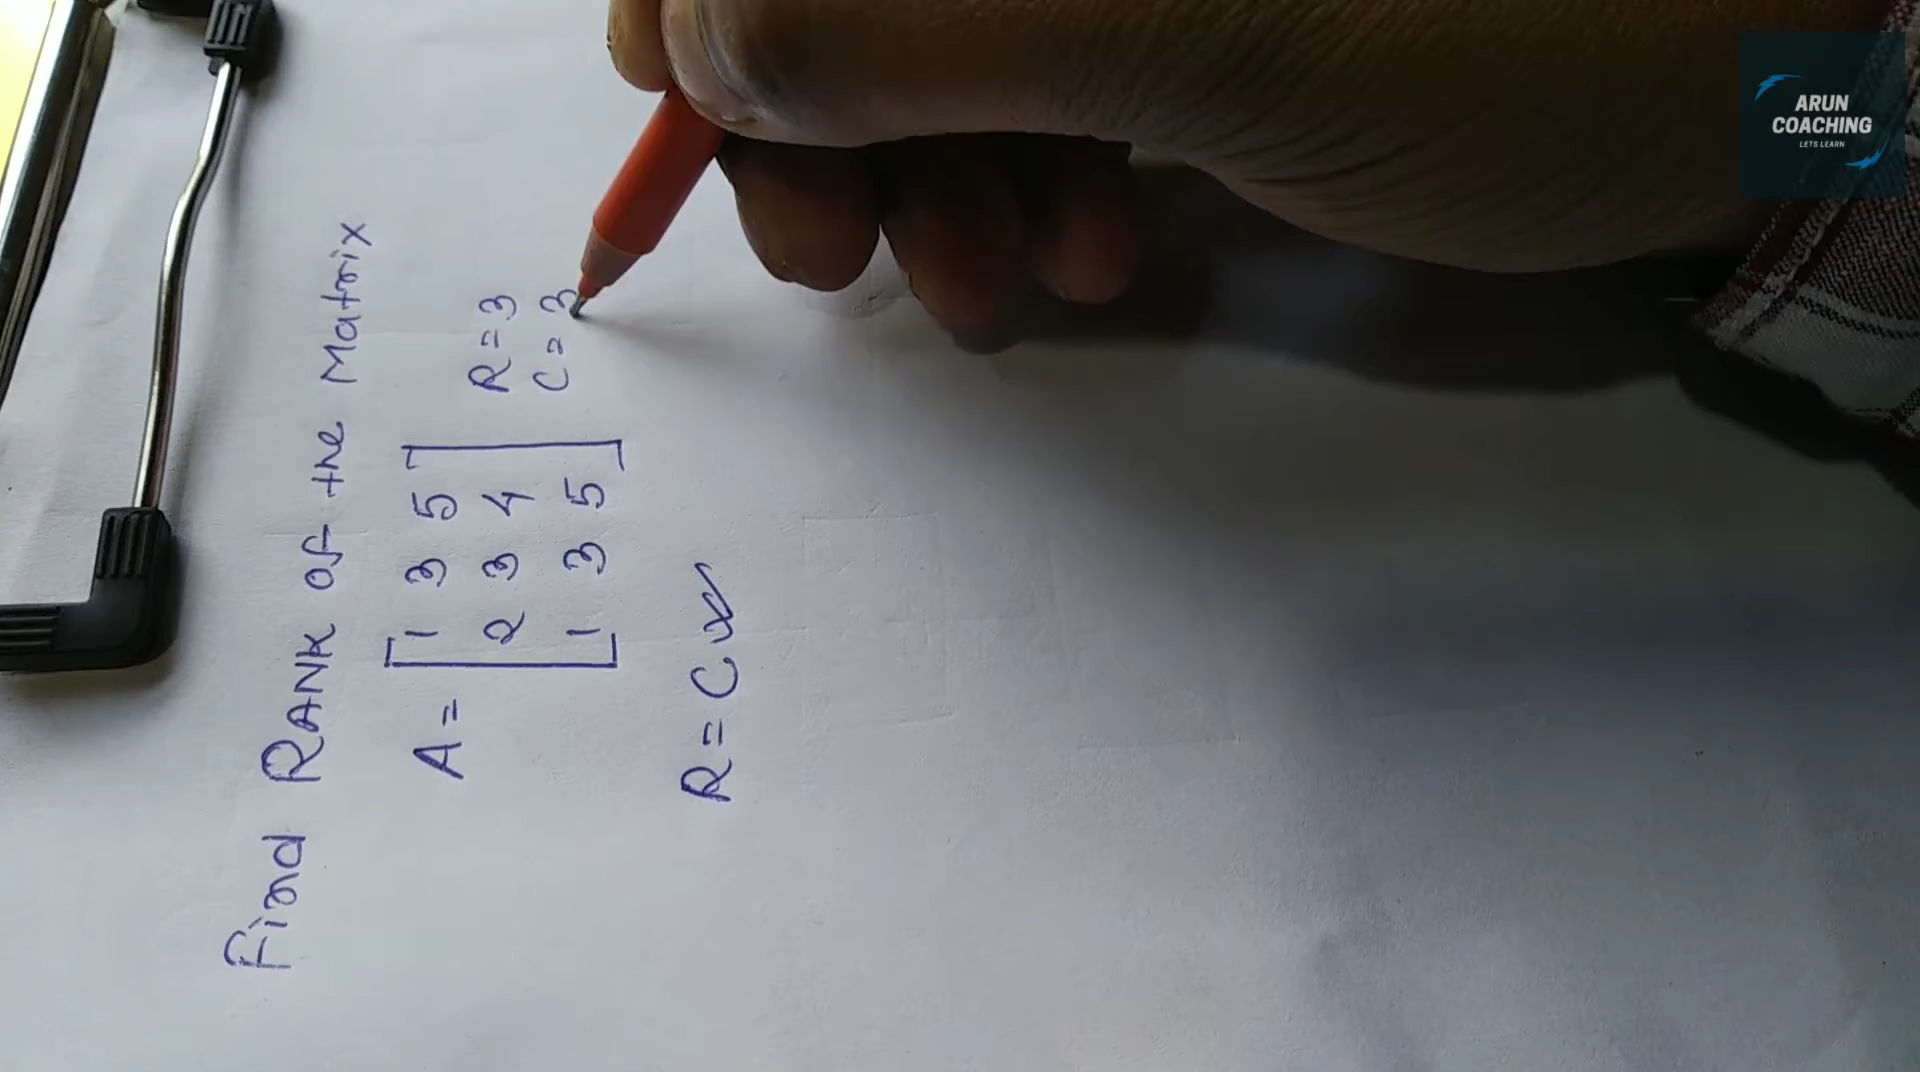 Find RANK of the Matrix
A = [ 1 3 5
2 3 4
1 3 5 ]
R = 3
C = 3
R = C
ARUN
COACHING
LETS LEARN